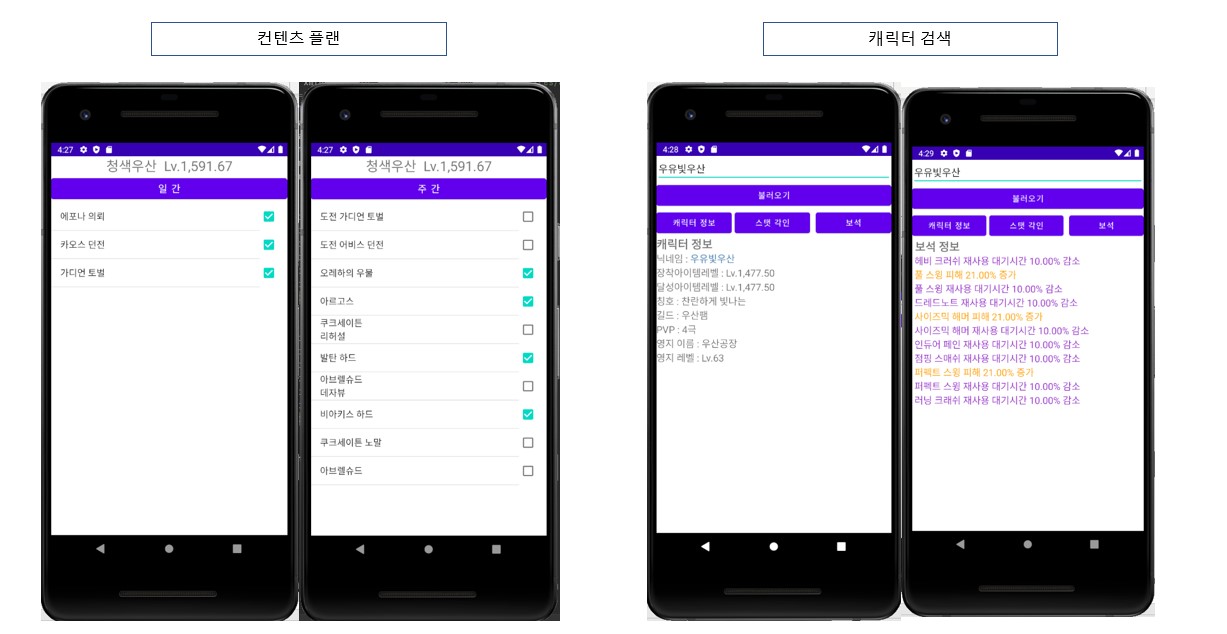 컨텐츠 플랜
캐릭터 검색
4:27
청색우산 Lv.1,591.67
일 간
에포나 의뢰
카오스 던전
가디언 토벌
4:27
청색우산 Lv.1,591.67
주 간
도전 가디언 토벌
도전 어비스 던전
오레하의 우물
아르고스
쿠크세이튼
리허설
발탄 하드
아브렐슈드
데자뷰
비아키스 하드
쿠크세이튼 노말
아브렐슈드
4:28
우유빛우산
불러오기
캐릭터 정보 스탯 각인 보석
캐릭터 정보
닉네임 : 우유빛우산
장착아이템레벨 : Lv.1,477.50
달성아이템레벨 : Lv.1,477.50
칭호 : 찬란하게 빛나는
길드 : 우산팸
PVP : 4극
영지 이름 : 우산공장
영지 레벨 : Lv.63
4:29
우유빛우산
불러오기
캐릭터 정보 스탯 각인 보석
보석 정보
헤비 크러쉬 재사용 대기시간 10.00% 감소
풀 스윙 피해 21.00% 증가
풀 스윙 재사용 대기시간 10.00% 감소
드레드노트 재사용 대기시간 10.00% 감소
사이즈믹 해머 피해 21.00% 증가
사이즈믹 해머 재사용 대기시간 10.00% 감소
인듀어 페인 재사용 대기시간 10.00% 감소
점핑 스매쉬 재사용 대기시간 10.00% 감소
퍼펙트 스윙 피해 21.00% 증가
퍼펙트 스윙 재사용 대기시간 10.00% 감소
러닝 크래쉬 재사용 대기시간 10.00% 감소